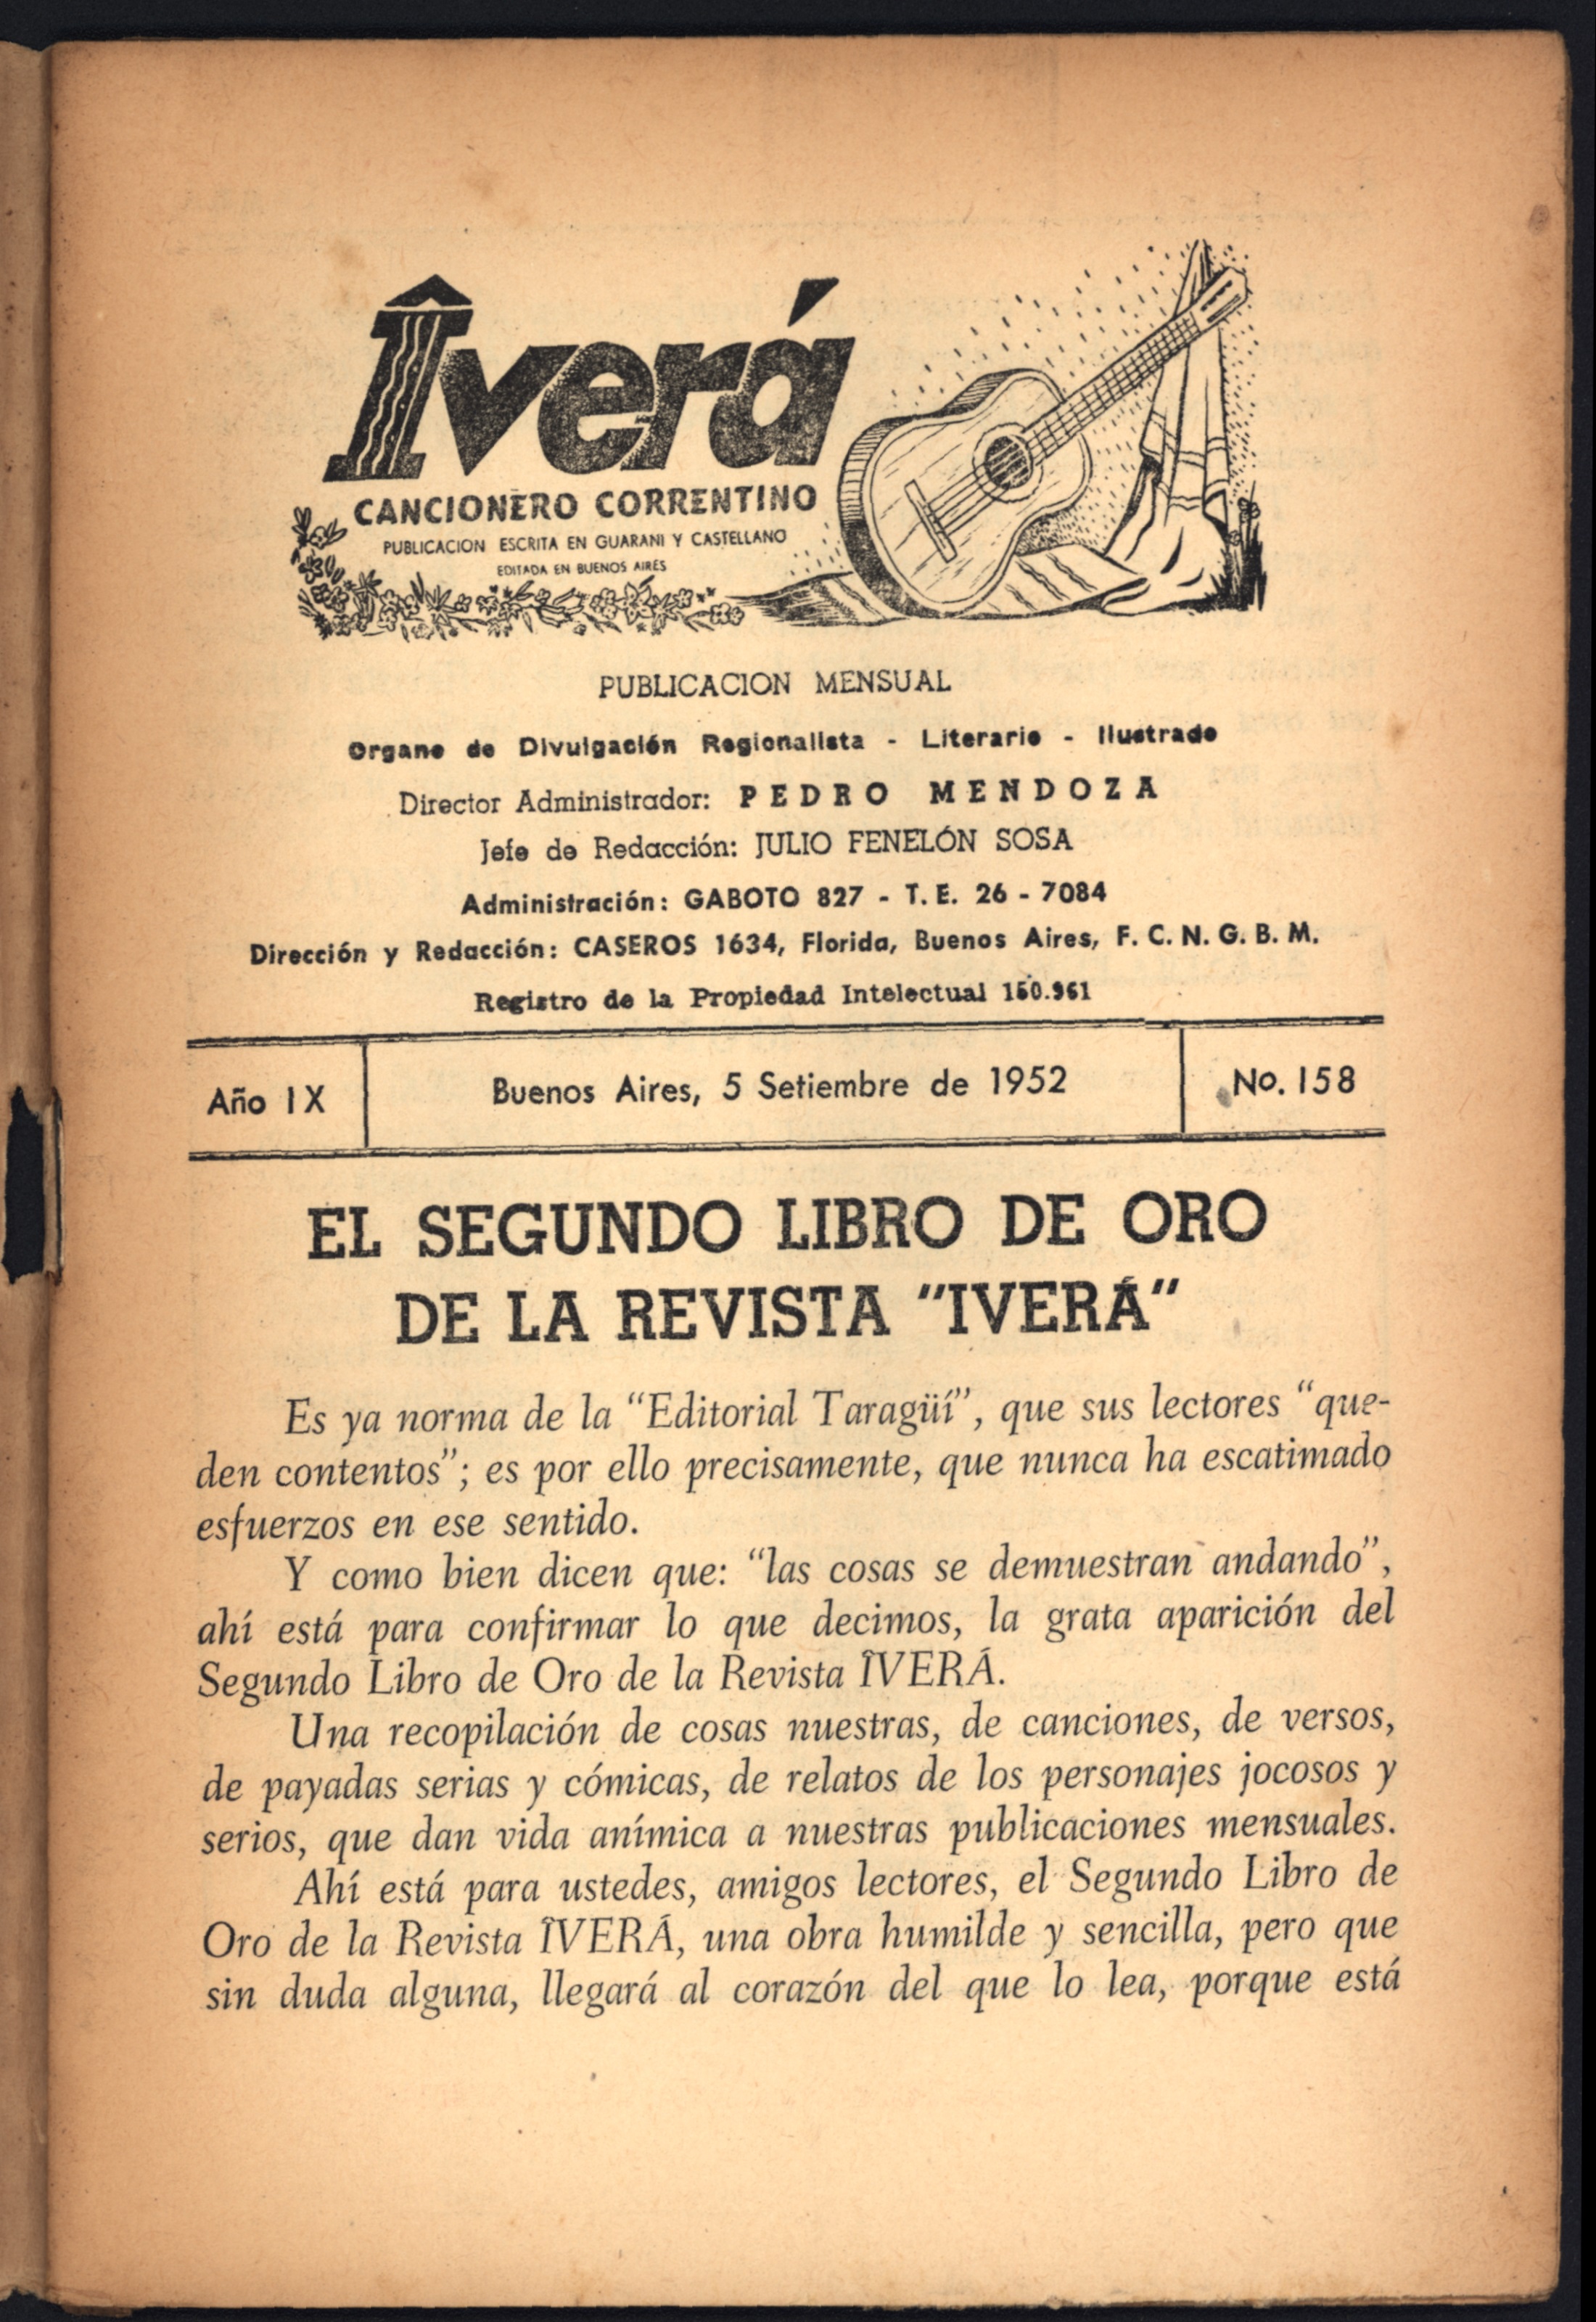 Îverá
CANCIONERO CORRENTINO
PUBLICACION ESCRITA EN GUARANI Y CASTELLANO
EDITADA EN BUENOS AIRES
PUBLICACION MENSUAL
Organo de Divulgación Regionalista - Literario - Ilustrado
Director Administrador: PEDRO MENDOZA
Jefe de Redacción: JULIO FENELÓN SOSA
Administración: GABOTO 827 - T. E. 26 - 7084
Dirección y Redacción: CASEROS 1634, Florida, Buenos Aires, F. C. N. G. B. M.
Registro de la Propiedad Intelectual 150.961
Año IX
Buenos Aires, 5 Setiembre de 1952
No. 158
EL SEGUNDO LIBRO DE ORO
DE LA REVISTA "IVERÁ"
Es ya norma de la "Editorial Taragüí", que sus lectores "que-
den contentos"; es por ello precisamente, que nunca ha escatimado
esfuerzos en ese sentido.
Y como bien dicen que: "las cosas se demuestran andando",
ahí está para confirmar lo que decimos, la grata aparición del
Segundo Libro de Oro de la Revista ÎVERÁ.
Una recopilación de cosas nuestras, de canciones, de versos,
de payadas serias y cómicas, de relatos de los personajes jocosos y
serios, que dan vida anímica a nuestras publicaciones mensuales.
Ahí está para ustedes, amigos lectores, el Segundo Libro de
Oro de la Revista ÎVERÁ, una obra humilde y sencilla, pero que
sin duda alguna, llegará al corazón del que lo lea, porque está